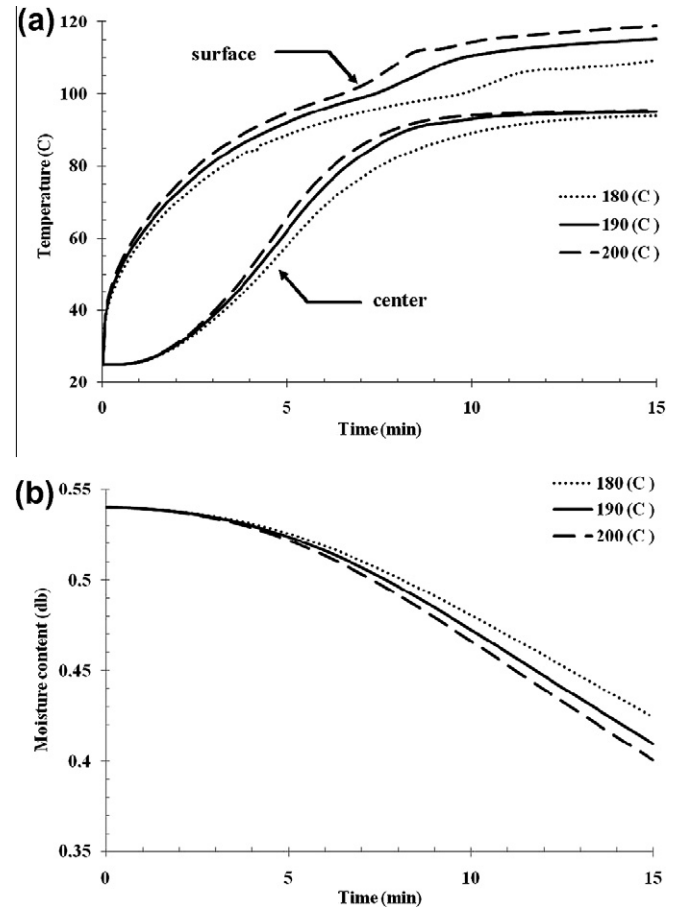 (a)
120
100
80
60
40
20
Temperature (C)
surface
center
180 (C )
190 (C )
200 (C )
0
5
10
15
Time (min)
(b)
0.55
0.5
0.45
0.4
0.35
Moisture content (db)
180 (C )
190 (C )
200 (C )
0
5
10
15
Time (min)